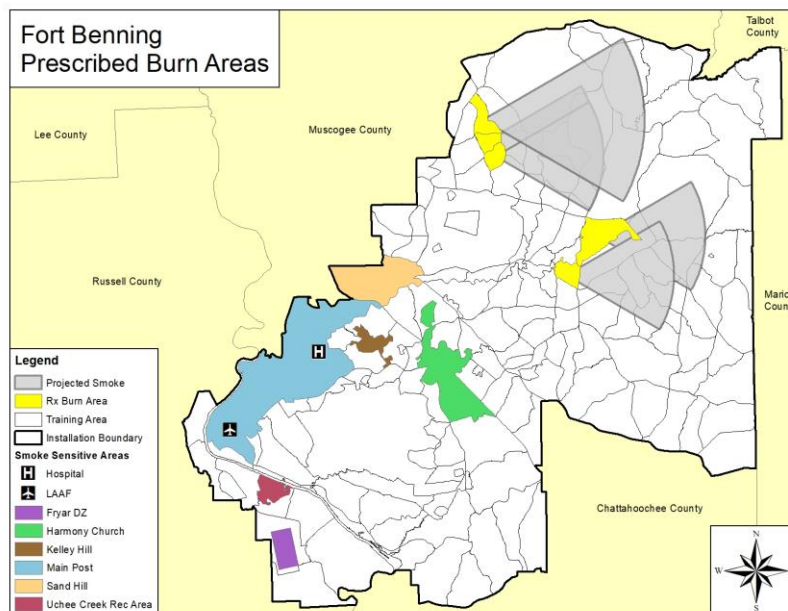 Fort Benning
Prescribed Burn Areas
Talbot
County
Lee County
Muscogee County
Russell County
Mario
Coun
Chattahoochee County
Legend
Projected Smoke
Rx Burn Area
Training Area
Installation Boundary
Smoke Sensitive Areas
H
Hospital
LAAF
Fryar DZ
Harmony Church
Kelley Hill
Main Post
Sand Hill
Uchee Creek Rec Area
H
N
W
E
S